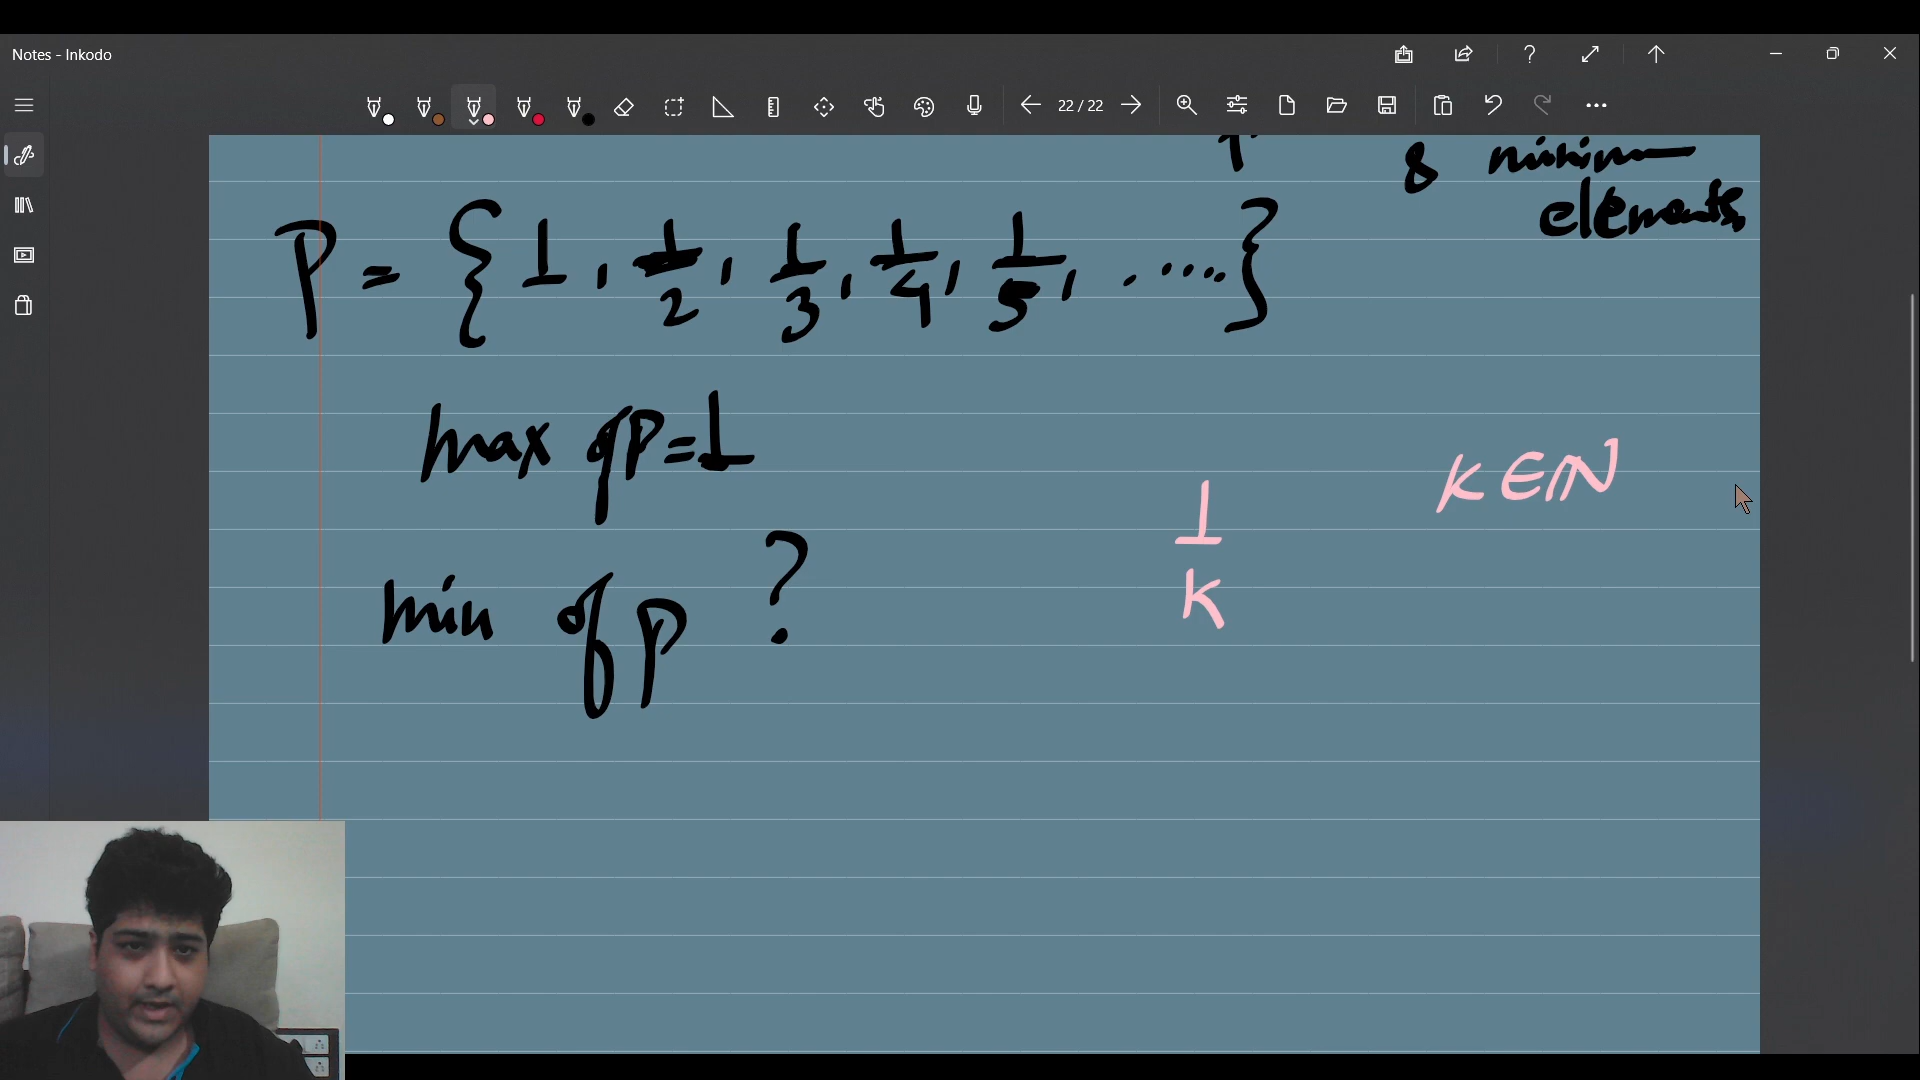 Notes - Inkodo
22 / 22
& minimum
elements
P = { 1, 1/2, 1/3, 1/4, 1/5, ..... }
max of P = 1
min of P ?
1/K
K ∈ ℕ